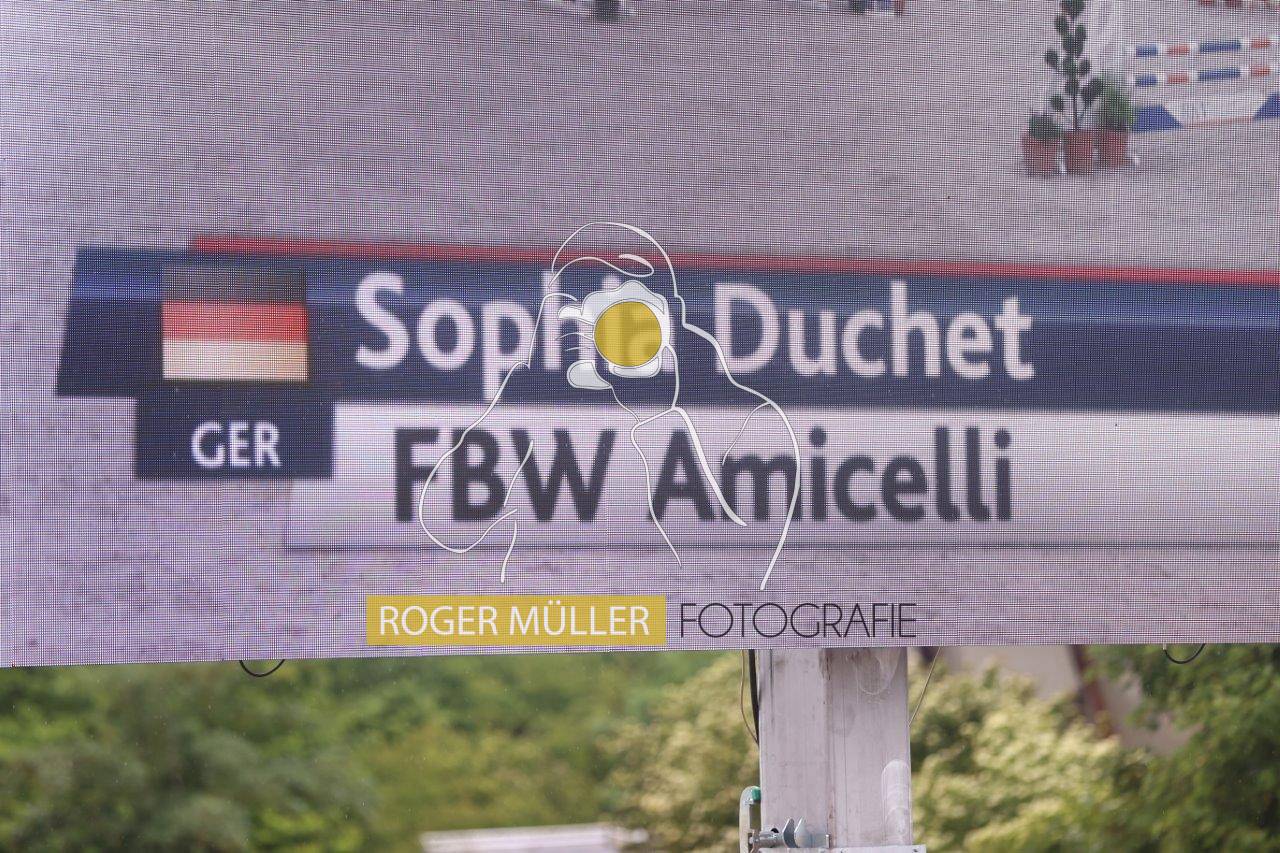 Sophia Duchet
GER
FBW Amicelli
ROGER MÜLLER FOTOGRAFIE